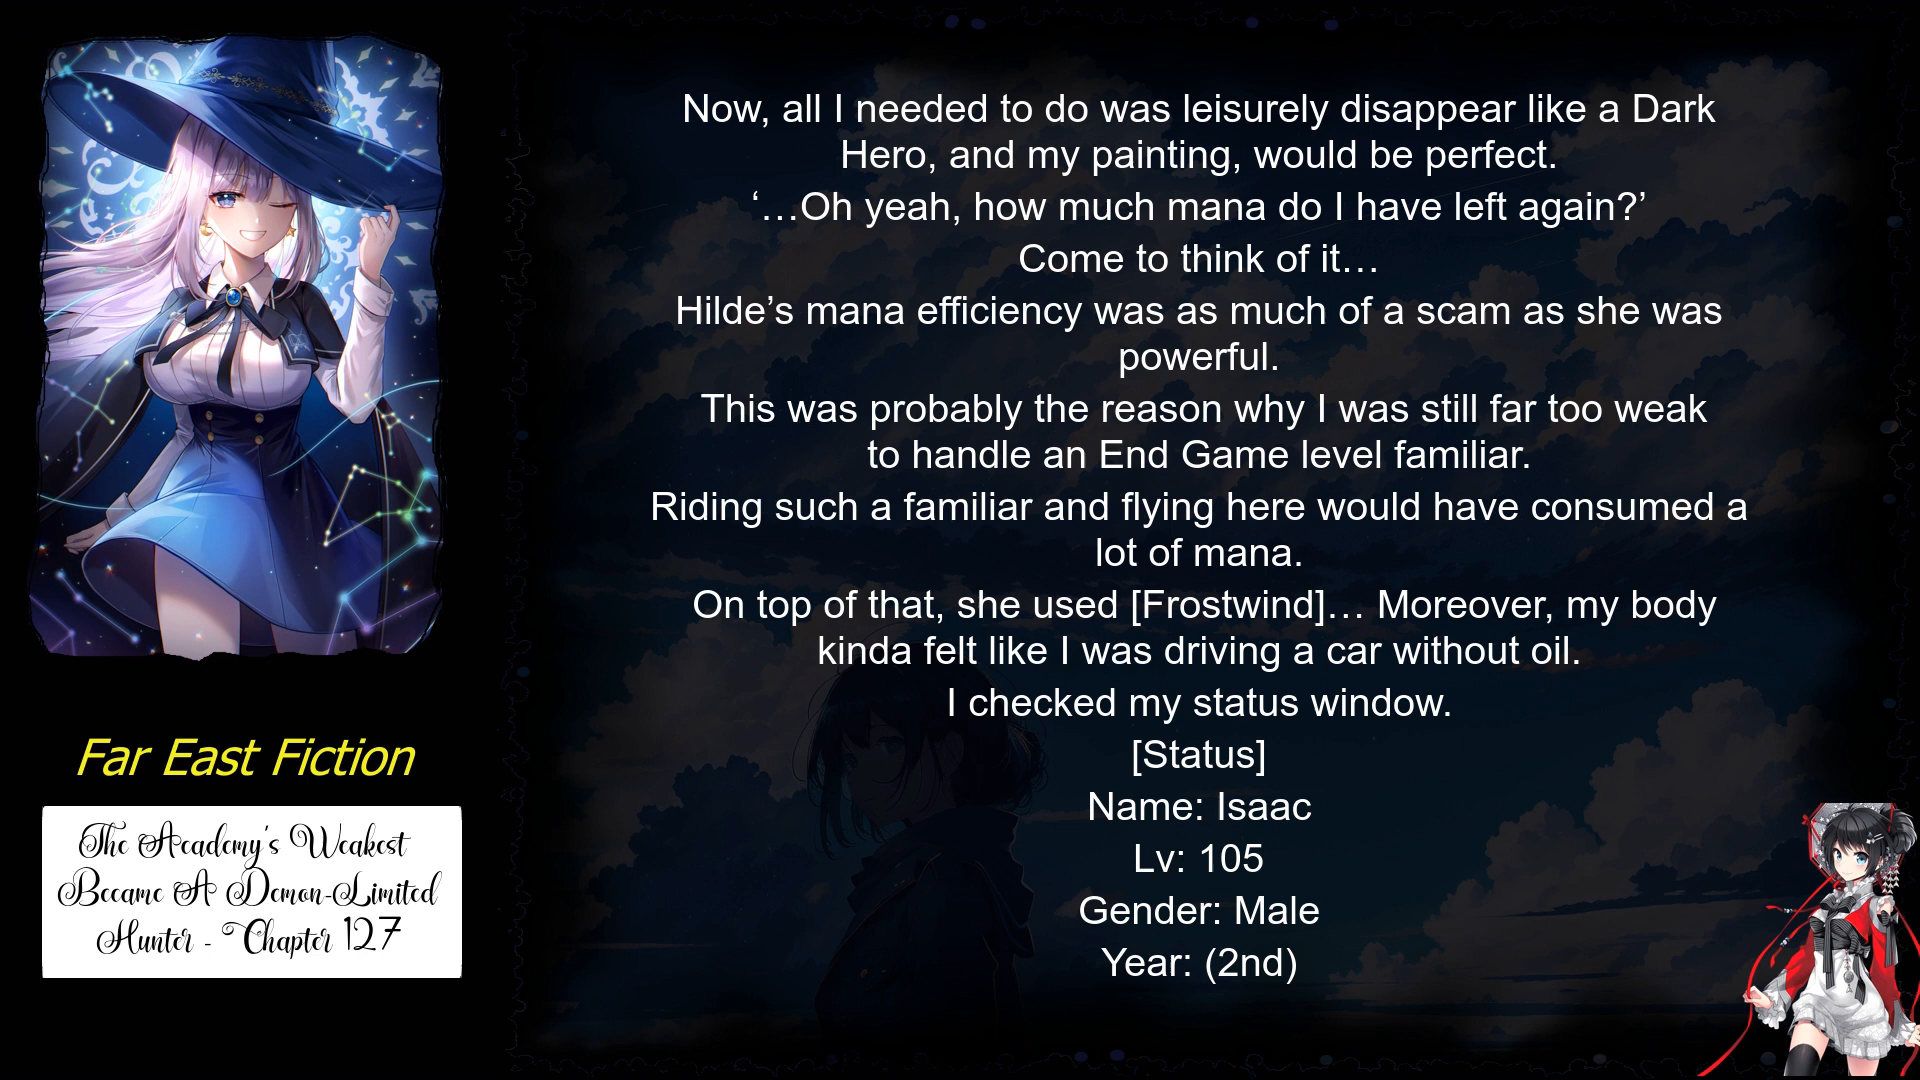 Now, all I needed to do was leisurely disappear like a Dark
Hero, and my painting, would be perfect.
‘…Oh yeah, how much mana do I have left again?’
Come to think of it…
Hilde’s mana efficiency was as much of a scam as she was
powerful.
This was probably the reason why I was still far too weak
to handle an End Game level familiar.
Riding such a familiar and flying here would have consumed a
lot of mana.
On top of that, she used [Frostwind]… Moreover, my body
kinda felt like I was driving a car without oil.
I checked my status window.
[Status]
Name: Isaac
Lv: 105
Gender: Male
Year: (2nd)
Far East Fiction
The Academy's Weakest
Became A Demon-Limited
Hunter - Chapter 127